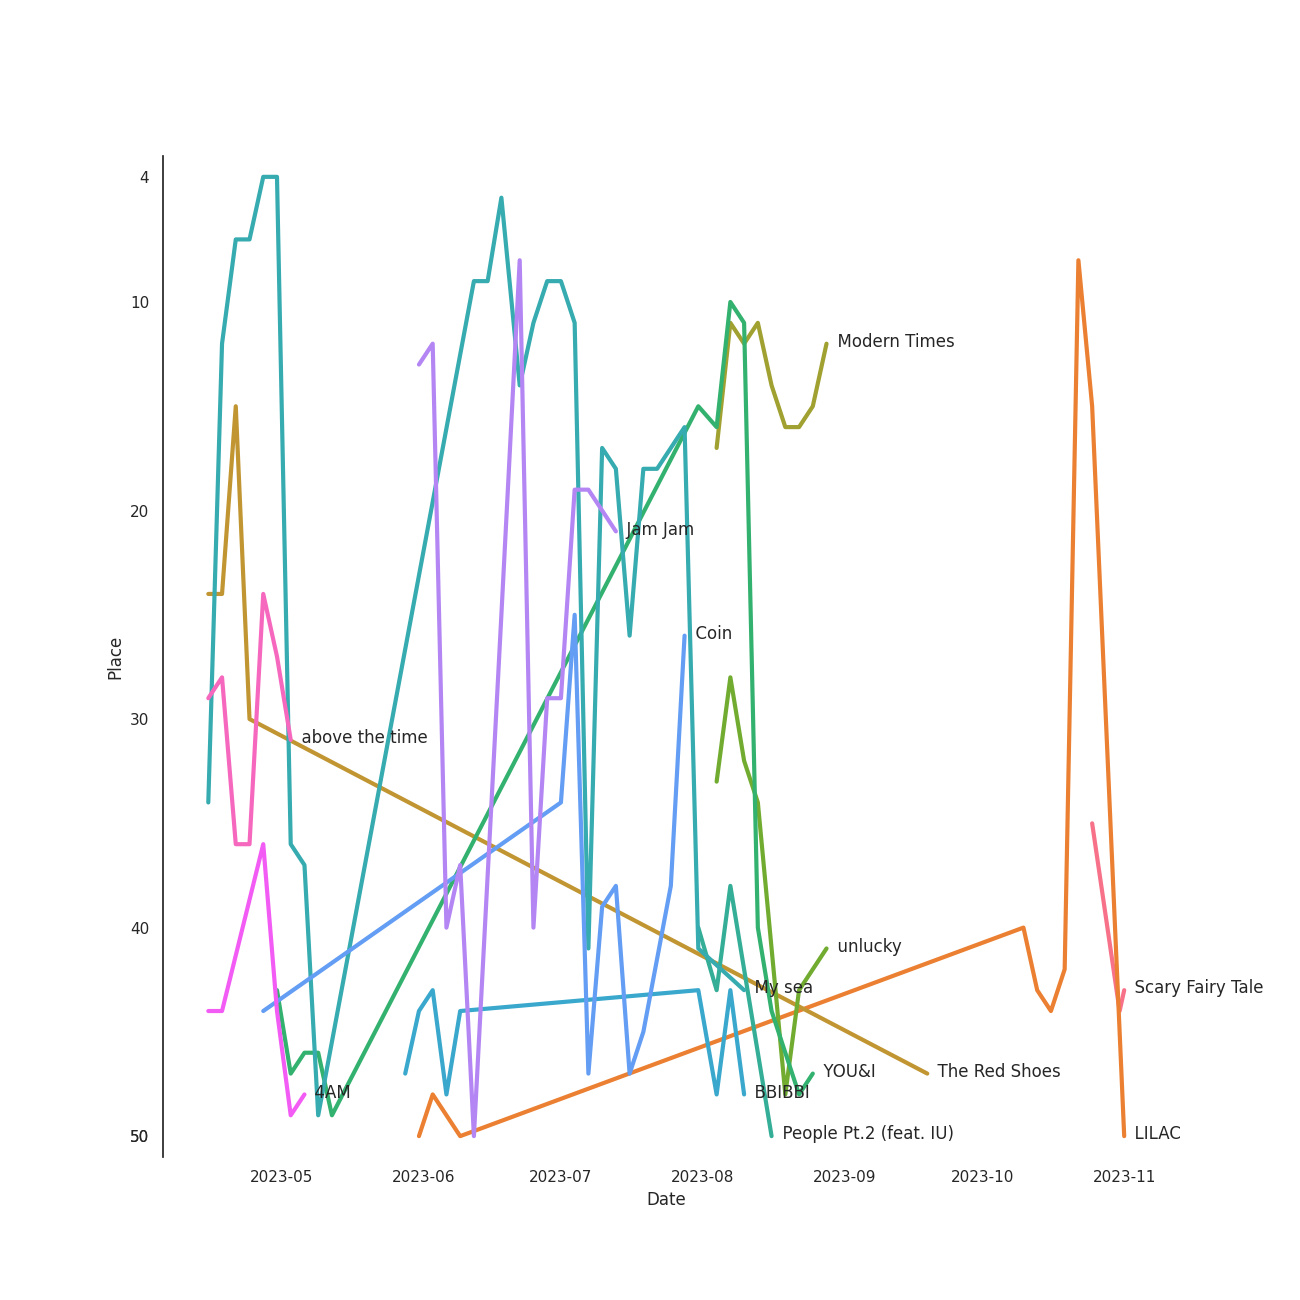 4
10
Modern Times
20
Jam Jam
Coin
30
Place
above the time
40
unlucky
My sea
Scary Fairy Tale
YOU&I
The Red Shoes
4AM
BBIBBI
50
People Pt.2 (feat. IU)
LILAC
2023-05 2023-06 2023-07 2023-08 2023-09 2023-10 2023-11
Date